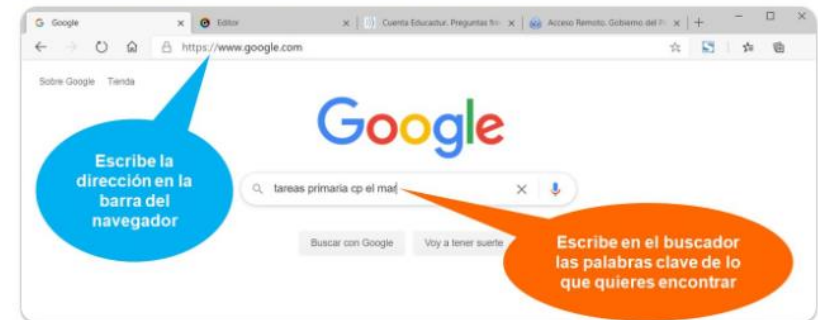 Google
Editor
Cuenta Educastur. Preguntas fre
Acceso Remoto. Gobierno del Pr
https://www.google.com
Sobre Google Tienda
Google
Escribe la
dirección en la
barra del
navegador
tareas primaria cp el mar
Buscar con Google
Voy a tener suerte
Escribe en el buscador
las palabras clave de lo
que quieres encontrar